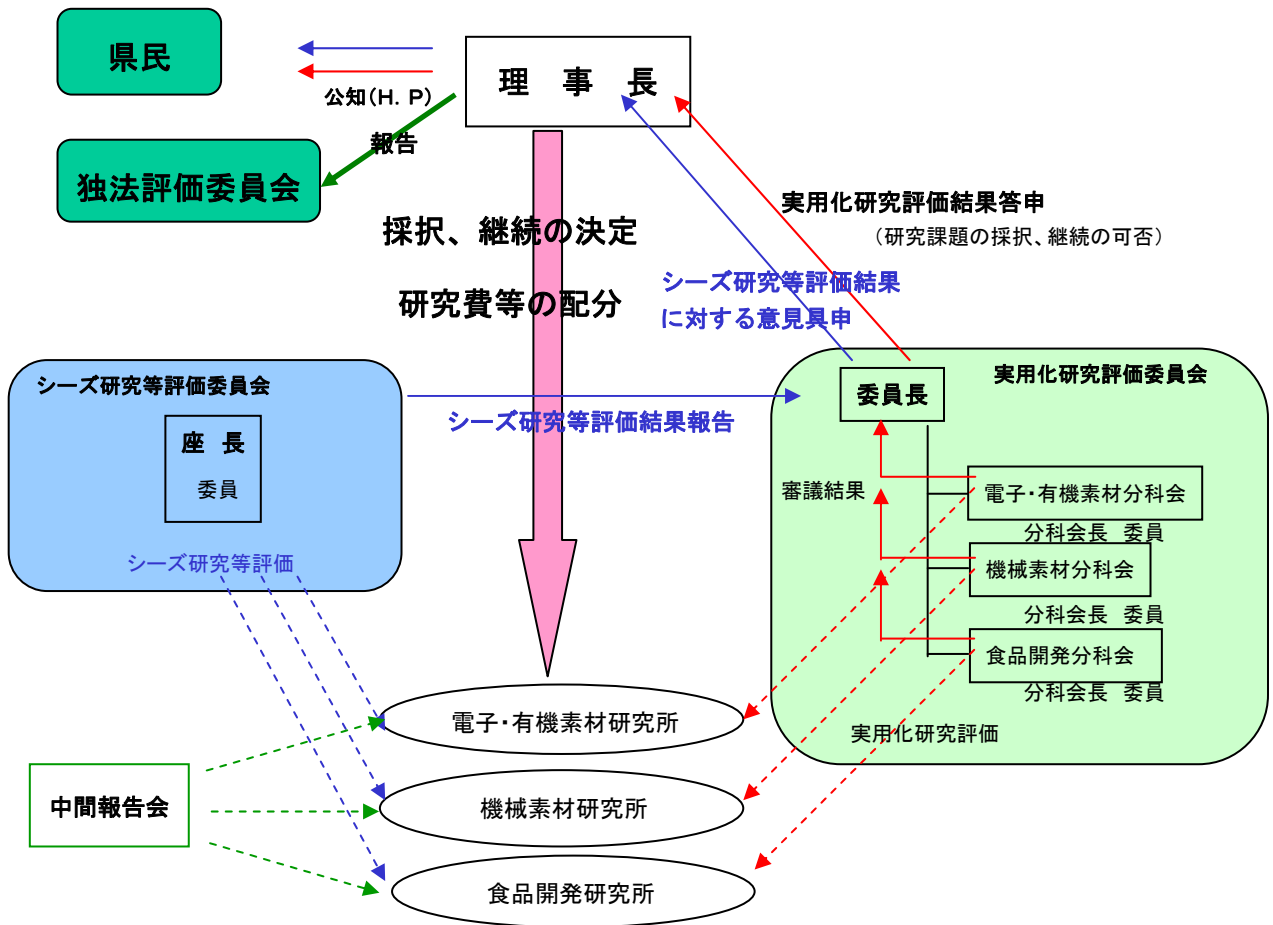 県民
理 事 長
公知(H.P)
報告
独法評価委員会
採択、継続の決定
研究費等の配分
実用化研究評価結果答申
(研究課題の採択、継続の可否)
シーズ研究等評価結果
に対する意見具申
シーズ研究等評価委員会
座 長
委員
シーズ研究等評価
シーズ研究等評価結果報告
実用化研究評価委員会
委員長
審議結果
電子・有機素材分科会
分科会長 委員
機械素材分科会
分科会長 委員
食品開発分科会
分科会長 委員
実用化研究評価
中間報告会
電子・有機素材研究所
機械素材研究所
食品開発研究所